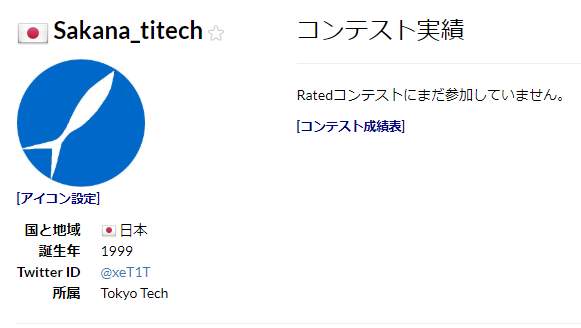 Sakana_titech
[アイコン設定]
国と地域 日本
誕生年 1999
Twitter ID @xeT1T
所属 Tokyo Tech
コンテスト実績
Ratedコンテストにまだ参加していません。
[コンテスト成績表]